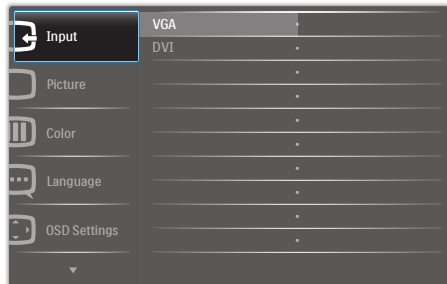 Input
VGA
DVI
Picture
Color
Language
OSD Settings